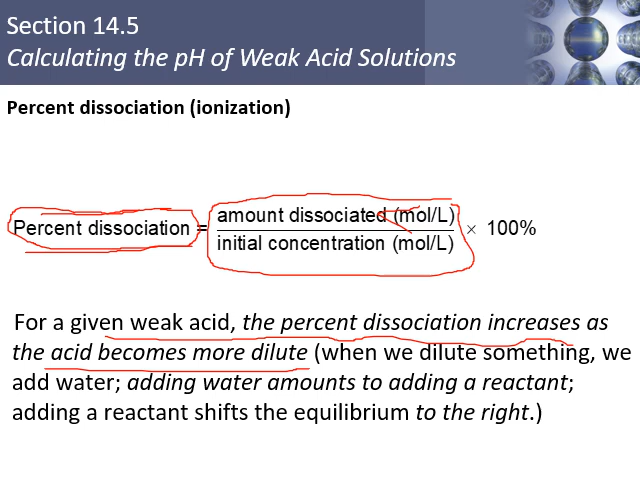 Section 14.5
Calculating the pH of Weak Acid Solutions
Percent dissociation (ionization)
Percent dissociation = amount dissociated (mol/L)
initial concentration (mol/L) × 100%
For a given weak acid, the percent dissociation increases as
the acid becomes more dilute (when we dilute something, we
add water; adding water amounts to adding a reactant;
adding a reactant shifts the equilibrium to the right.)